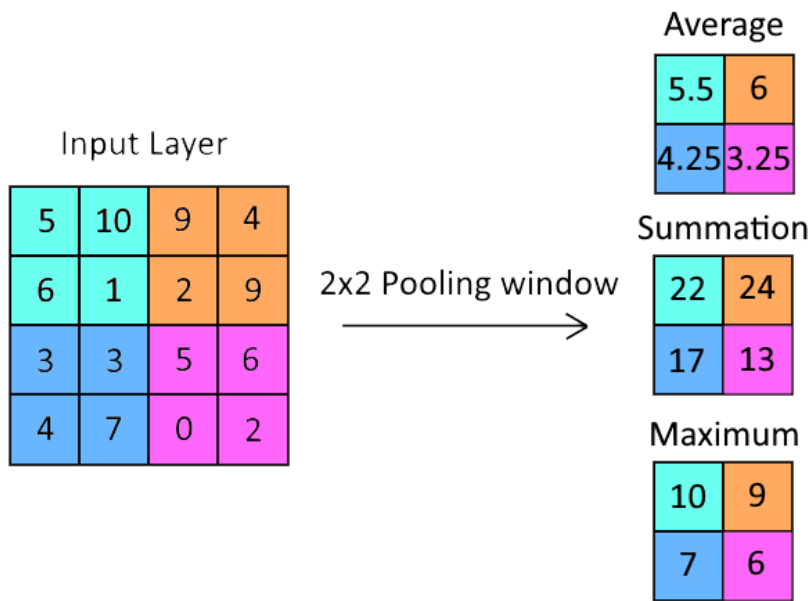 Input Layer
5 10 9 4
6 1 2 9
3 3 5 6
4 7 0 2
2x2 Pooling window
Average
5.5 6
4.25 3.25
Summation
22 24
17 13
Maximum
10 9
7 6